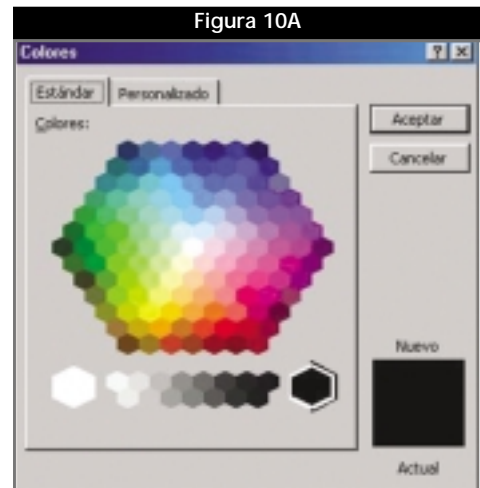 Figura 10A
Colores
Estándar Personalizado
Colores:
Aceptar
Cancelar
Nuevo
Actual